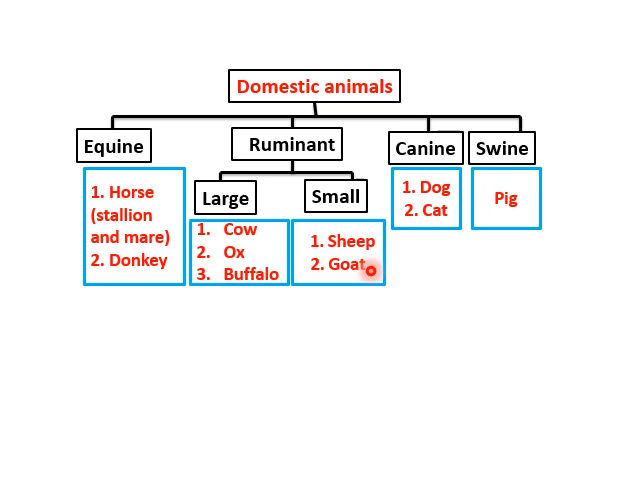 Domestic animals
Equine
Ruminant
Canine
Swine
1. Horse
(stallion
and mare)
2. Donkey
Large
Small
1. Cow
2. Ox
3. Buffalo
1. Sheep
2. Goat
1. Dog
2. Cat
Pig